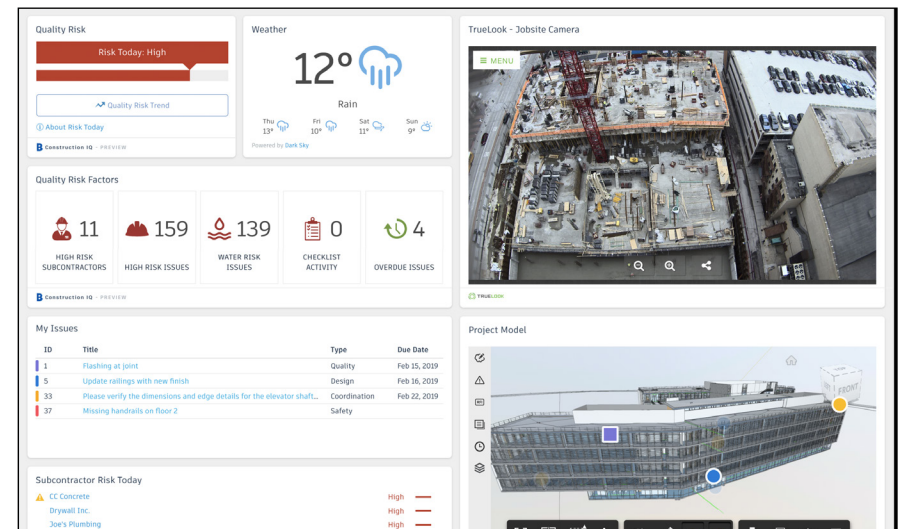 Quality Risk
Risk Today: High
Quality Risk Trend
About Risk Today
Construction IQ · PREVIEW
Weather
12°
Rain
Thu Fri Sat Sun
13° 10° 11° 9°
Powered by Dark Sky
TrueLook - Jobsite Camera
MENU
TRUELOOK
Quality Risk Factors
11 159 139 0 4
HIGH RISK SUBCONTRACTORS
HIGH RISK ISSUES
WATER RISK ISSUES
CHECKLIST ACTIVITY
OVERDUE ISSUES
Construction IQ · PREVIEW
My Issues
ID Title Type Due Date
1 Flashing at joint Quality Feb 15, 2019
5 Update railings with new finish Design Feb 16, 2019
33 Please verify the dimensions and edge details for the elevator shaft... Coordination Feb 22, 2019
37 Missing handrails on floor 2 Safety
Project Model
FRONT
Subcontractor Risk Today
CC Concrete High
Drywall Inc. High
Joe's Plumbing High